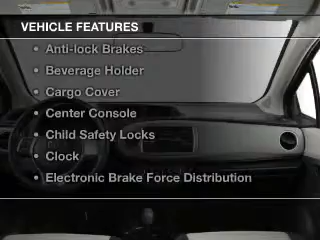 VEHICLE FEATURES
• Anti-lock Brakes
• Beverage Holder
• Cargo Cover
• Center Console
• Child Safety Locks
• Clock
• Electronic Brake Force Distribution